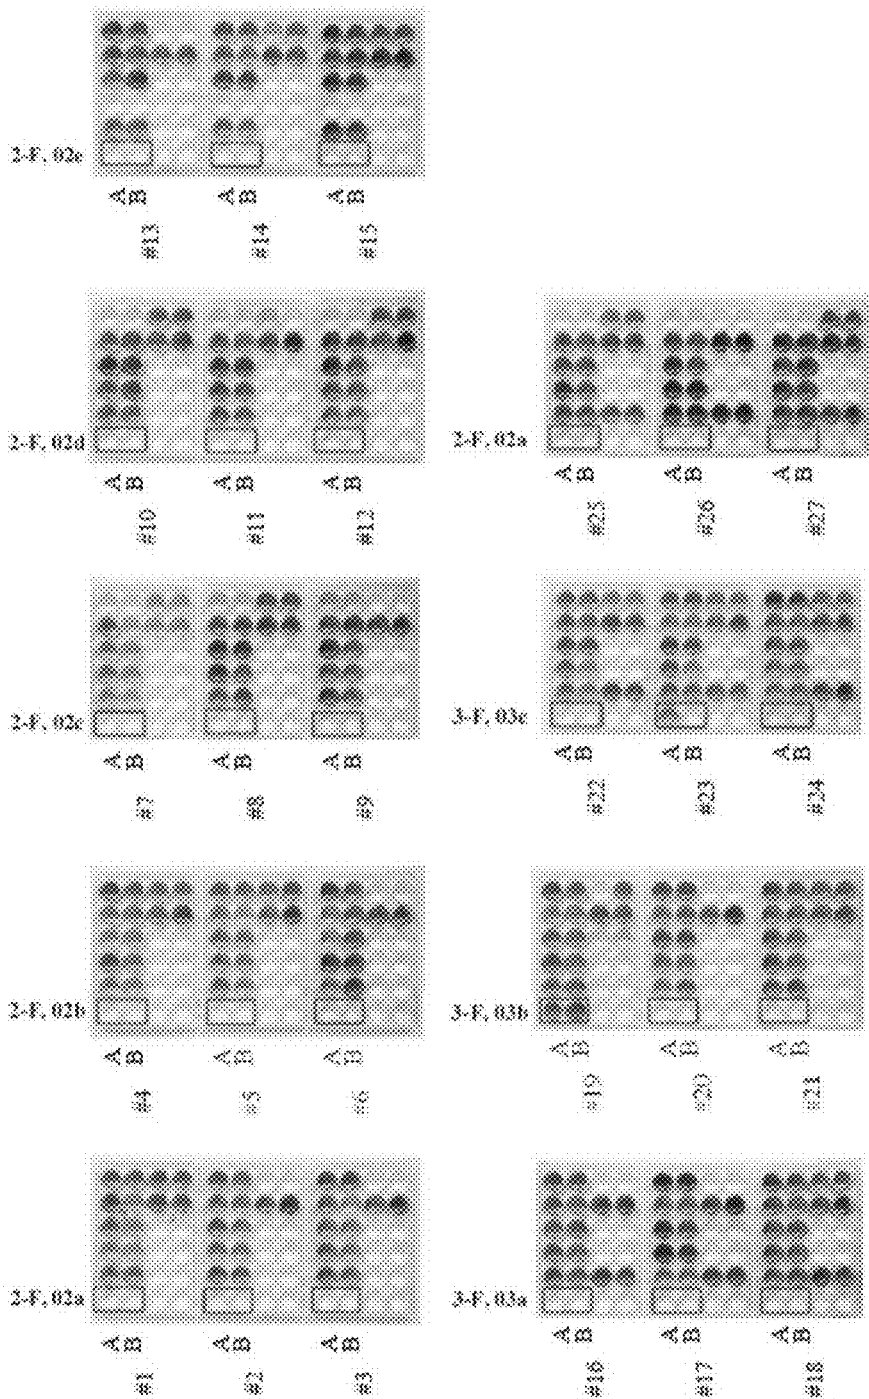 2-F, 02e
A
B
#13
A
B
#14
A
B
#15
2-F, 02d
A
B
#10
A
B
#11
A
B
#12
2-F, 02a
A
B
#25
A
B
#26
A
B
#27
2-F, 02c
A
B
#7
A
B
#8
A
B
#9
3-F, 03c
A
B
#22
A
B
#23
A
B
#24
2-F, 02b
A
B
#4
A
B
#5
A
B
#6
3-F, 03b
A
B
#19
A
B
#20
A
B
#21
2-F, 02a
A
B
#1
A
B
#2
A
B
#3
3-F, 03a
A
B
#16
A
B
#17
A
B
#18